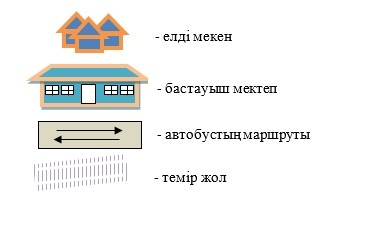 - елді мекен
- бастауыш мектеп
- автобустың маршруты
- темір жол